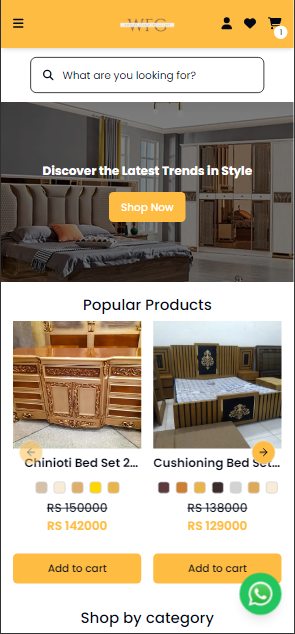 WFG
1
What are you looking for?
Discover the Latest Trends in Style
Shop Now
Popular Products
Chinioti Bed Set 2...
Cushioning Bed Set...
RS 150000
RS 138000
RS 142000
RS 129000
Add to cart
Add to cart
Shop by category